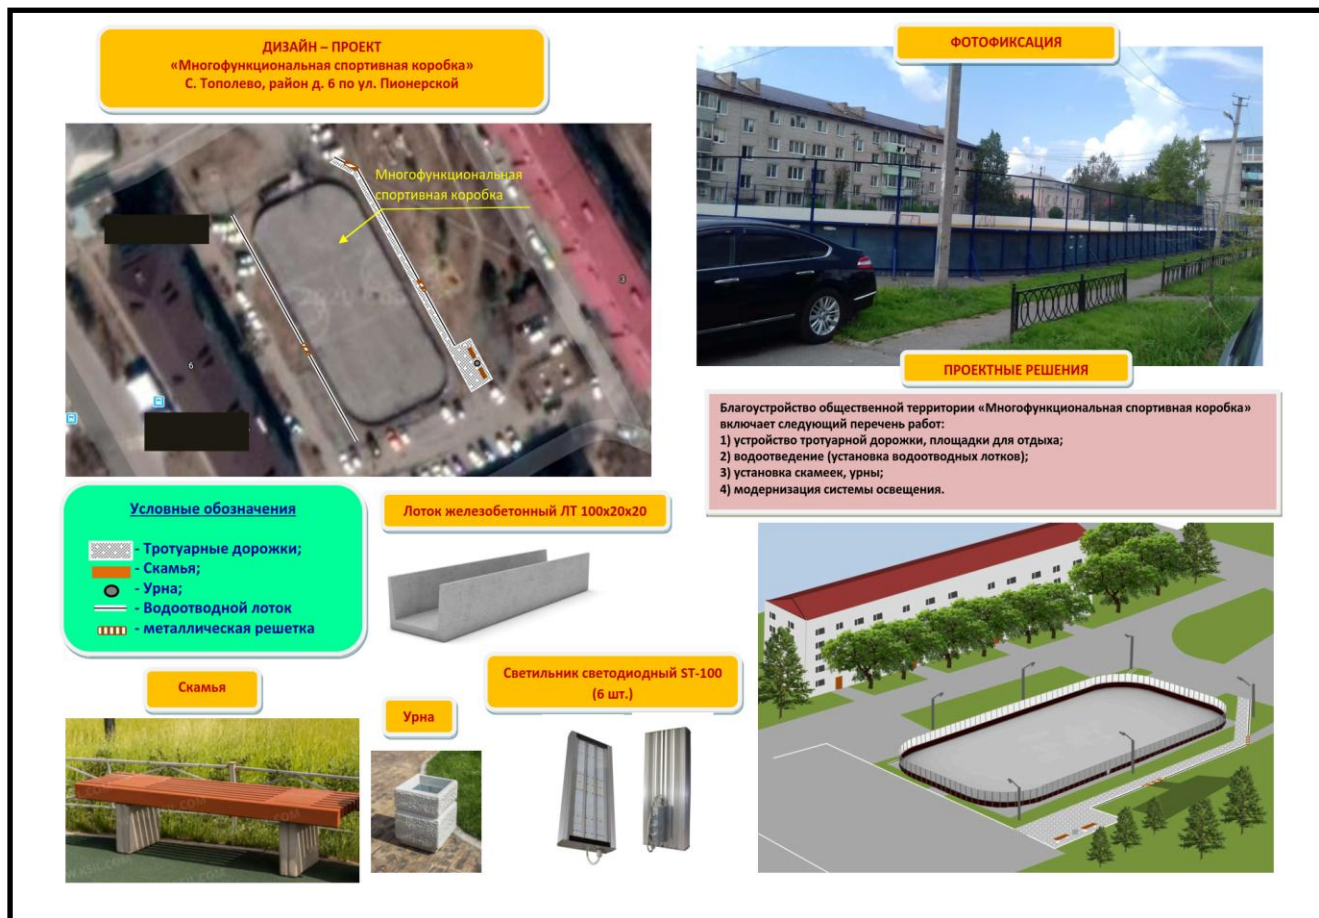 ДИЗАЙН – ПРОЕКТ
«Многофункциональная спортивная коробка»
С. Тополево, район д. 6 по ул. Пионерской
Многофункциональная
спортивная коробка
6
3
ФОТОФИКСАЦИЯ
ПРОЕКТНЫЕ РЕШЕНИЯ
Благоустройство общественной территории «Многофункциональная спортивная коробка»
включает следующий перечень работ:
1) устройство тротуарной дорожки, площадки для отдыха;
2) водоотведение (установка водоотводных лотков);
3) установка скамеек, урны;
4) модернизация системы освещения.
Условные обозначения
- Тротуарные дорожки;
- Скамья;
- Урна;
- Водоотводной лоток
- металлическая решетка
Лоток железобетонный ЛТ 100х20х20
Скамья
Урна
Светильник светодиодный ST-100
(6 шт.)